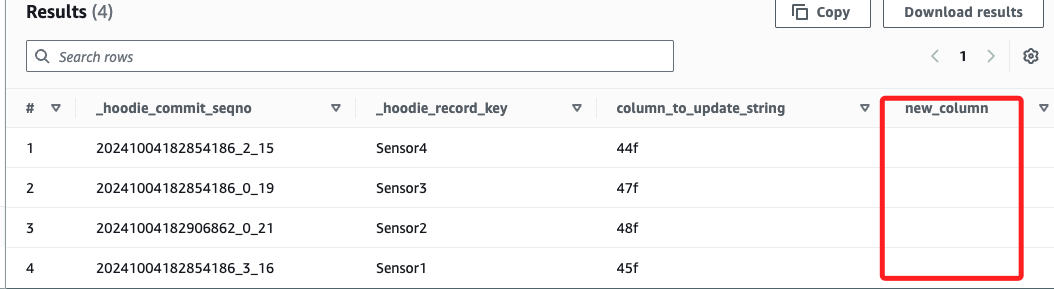 Results (4)
Copy
Download results
Search rows
1
# _hoodie_commit_seqno _hoodie_record_key column_to_update_string new_column
1 20241004182854186_2_15 Sensor4 44f
2 20241004182854186_0_19 Sensor3 47f
3 20241004182906862_0_21 Sensor2 48f
4 20241004182854186_3_16 Sensor1 45f